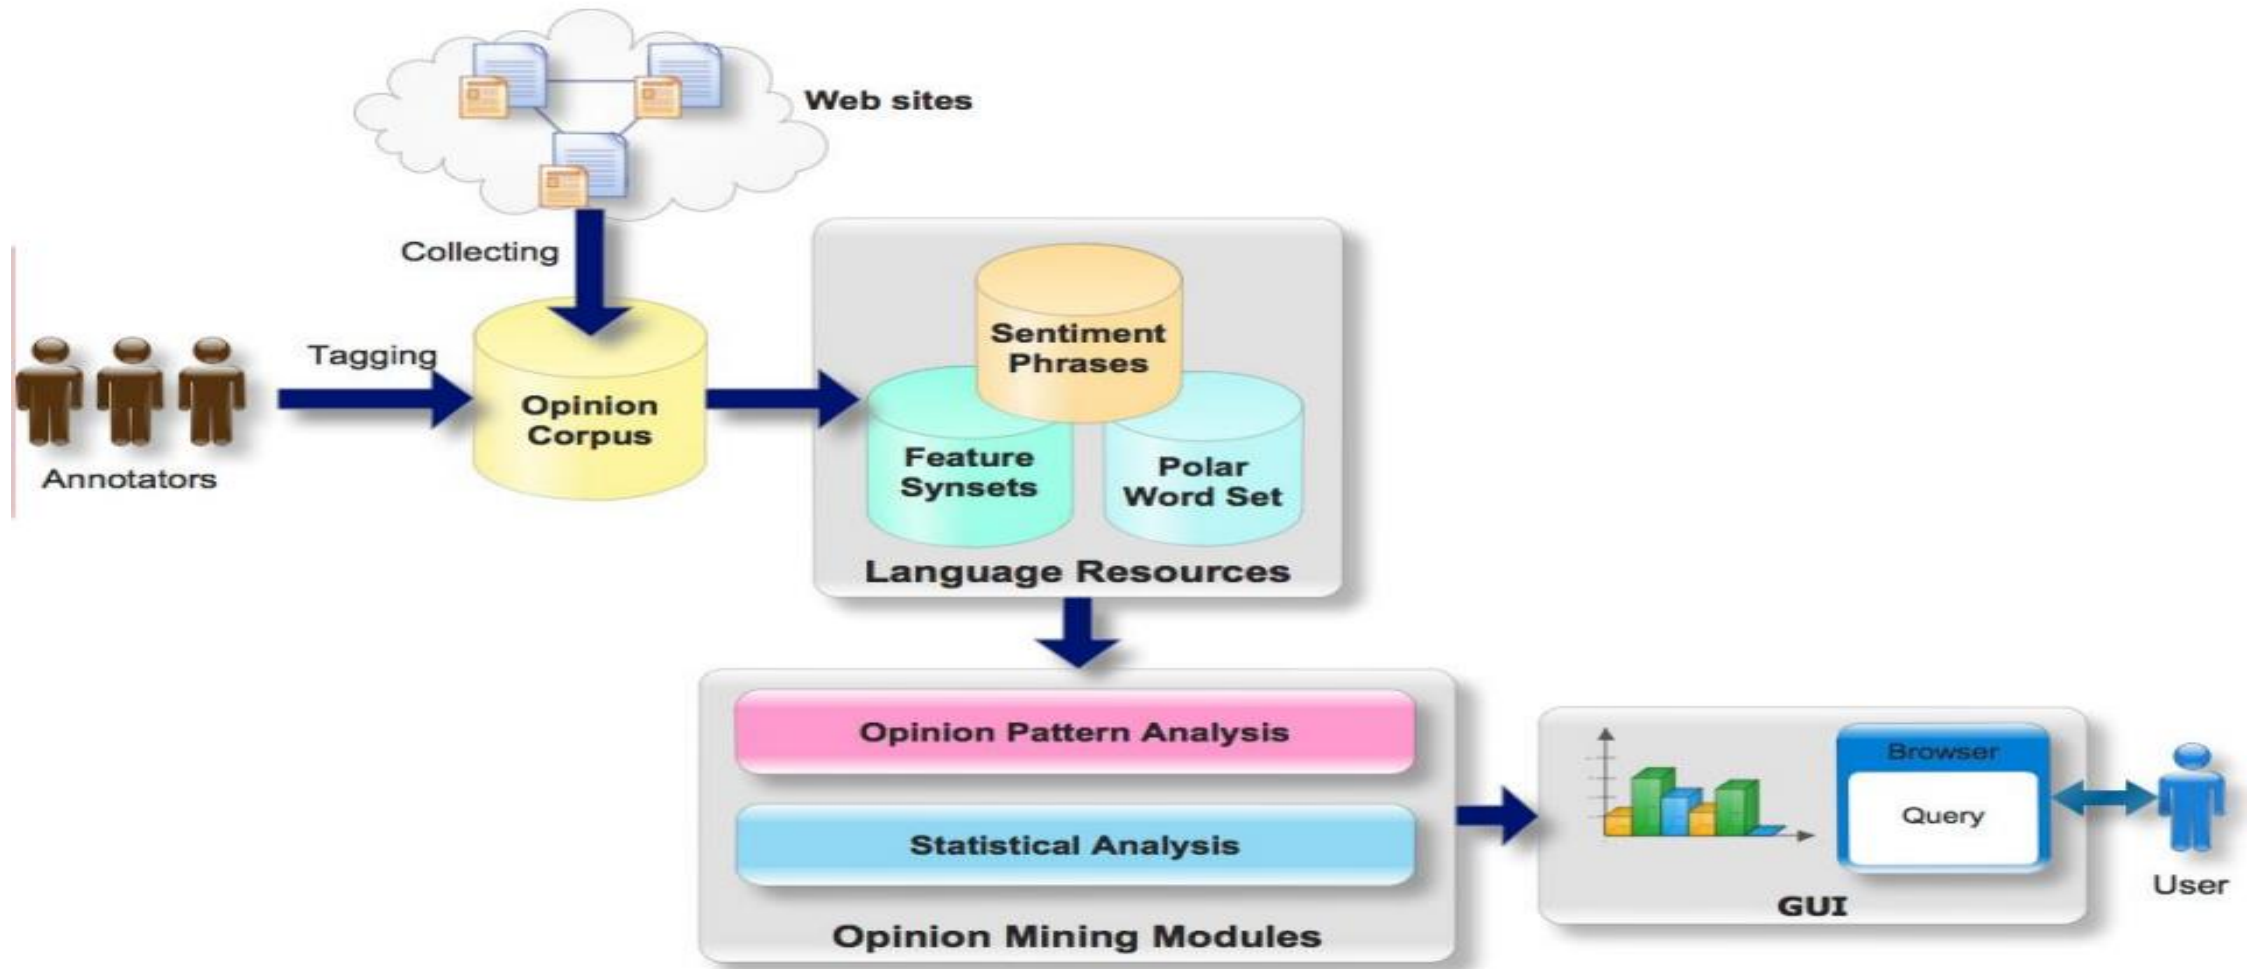 Web sites
Collecting
Tagging
Annotators
Opinion
Corpus
Sentiment
Phrases
Feature
Synsets
Polar
Word Set
Language Resources
Opinion Pattern Analysis
Statistical Analysis
Opinion Mining Modules
Browser
Query
GUI
User